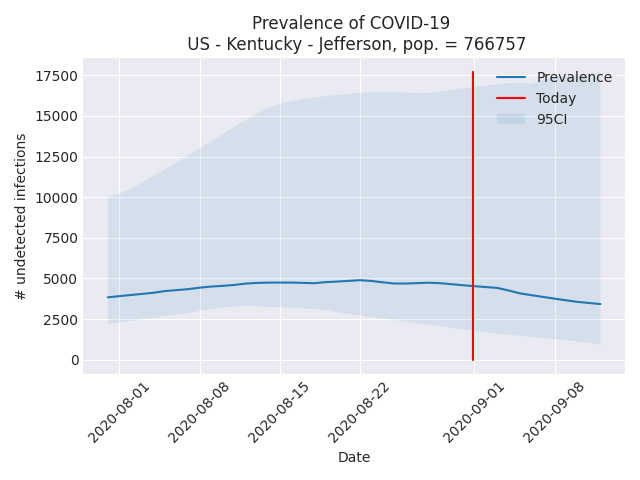 Prevalence of COVID-19
US - Kentucky - Jefferson, pop. = 766757
17500
15000
12500
10000
7500
5000
2500
0
# undetected infections
Prevalence
Today
95CI
2020-08-01
2020-08-08
2020-08-15
2020-08-22
2020-09-01
2020-09-08
Date